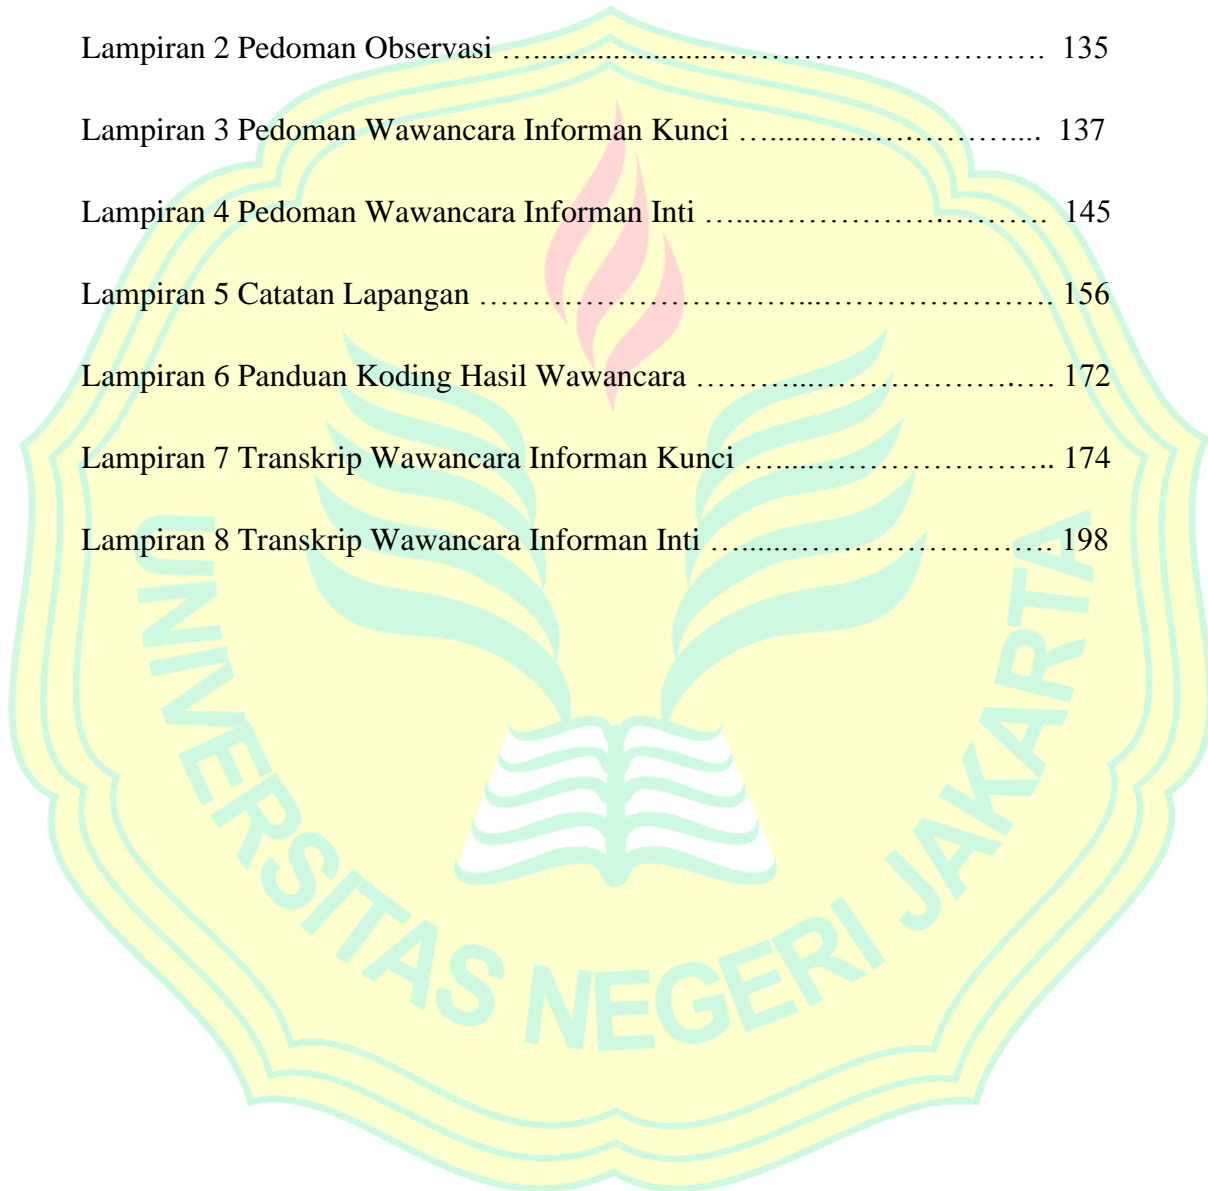 Lampiran 2 Pedoman Observasi …......................…………………………. 135
Lampiran 3 Pedoman Wawancara Informan Kunci ….....……...….…….………….... 137
Lampiran 4 Pedoman Wawancara Informan Inti ….....……………..………. 145
Lampiran 5 Catatan Lapangan …………………………...…………………. 156
Lampiran 6 Panduan Koding Hasil Wawancara ………...……………….…. 172
Lampiran 7 Transkrip Wawancara Informan Kunci ….....………………….. 174
Lampiran 8 Transkrip Wawancara Informan Inti ….....……………………. 198
UNIVERSITAS NEGERI JAKARTA